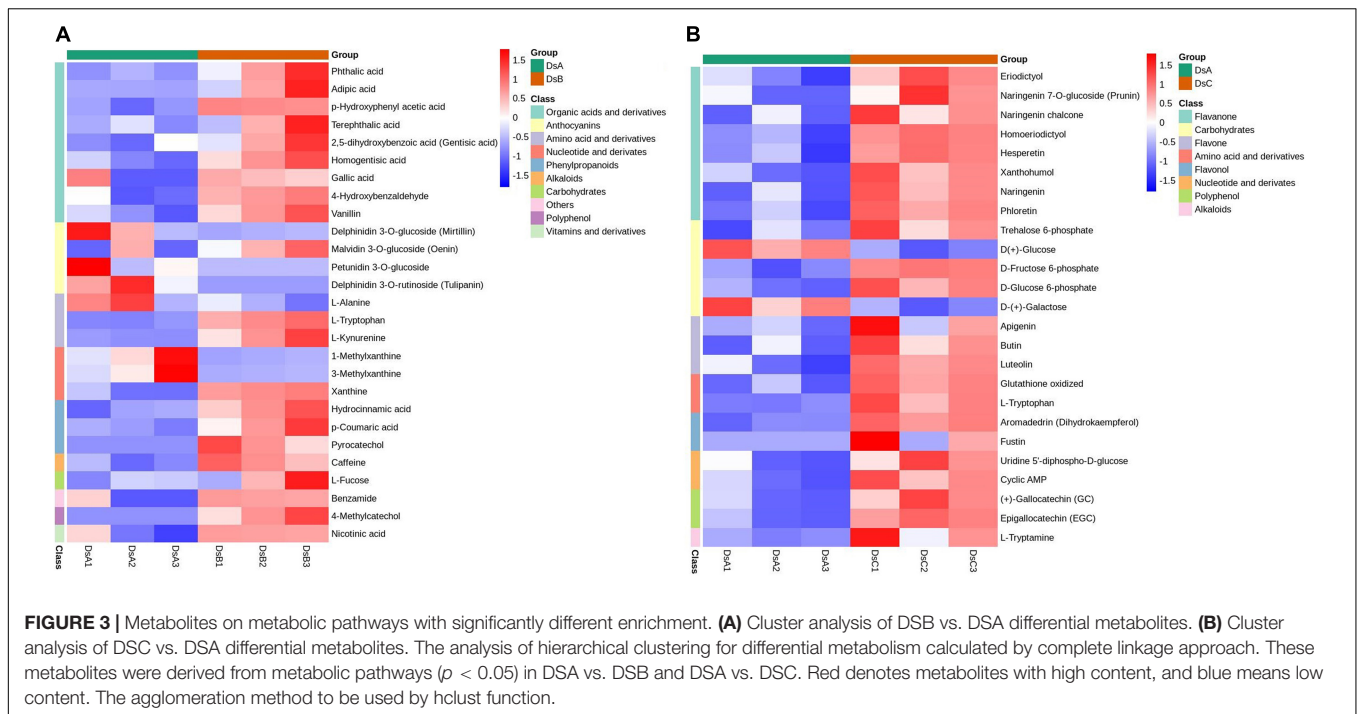 A
Group
Phthalic acid
Adipic acid
p-Hydroxyphenyl acetic acid
Terephthalic acid
2,5-dihydroxybenzoic acid (Gentisic acid)
Homogentisic acid
Gallic acid
4-Hydroxybenzaldehyde
Vanillin
Delphinidin 3-O-glucoside (Mirtillin)
Malvidin 3-O-glucoside (Oenin)
Petunidin 3-O-glucoside
Delphinidin 3-O-rutinoside (Tulipanin)
L-Alanine
L-Tryptophan
L-Kynurenine
1-Methylxanthine
3-Methylxanthine
Xanthine
Hydrocinnamic acid
p-Coumaric acid
Pyrocatechol
Caffeine
L-Fucose
Benzamide
4-Methylcatechol
Nicotinic acid
Class
DsA1
DsA2
DsA3
DsB1
DsB2
DsB3
1.5
1
0.5
0
-0.5
-1
-1.5
Group
DsA
DsB
Class
Organic acids and derivatives
Anthocyanins
Amino acid and derivatives
Nucleotide and derivates
Phenylpropanoids
Alkaloids
Carbohydrates
Others
Polyphenol
Vitamins and derivatives
B
Group
Eriodictyol
Naringenin 7-O-glucoside (Prunin)
Naringenin chalcone
Homoeriodictyol
Hesperetin
Xanthohumol
Naringenin
Phloretin
Trehalose 6-phosphate
D(+)-Glucose
D-Fructose 6-phosphate
D-Glucose 6-phosphate
D-(+)-Galactose
Apigenin
Butin
Luteolin
Glutathione oxidized
L-Tryptophan
Aromadedrin (Dihydrokaempferol)
Fustin
Uridine 5'-diphospho-D-glucose
Cyclic AMP
(+)-Gallocatechin (GC)
Epigallocatechin (EGC)
L-Tryptamine
Class
DsA1
DsA2
DsA3
DsC1
DsC2
DsC3
1.5
1
0.5
0
-0.5
-1
-1.5
Group
DsA
DsC
Class
Flavanone
Carbohydrates
Flavone
Amino acid and derivatives
Flavonol
Nucleotide and derivates
Polyphenol
Alkaloids
FIGURE 3 | Metabolites on metabolic pathways with significantly different enrichment. (A) Cluster analysis of DSB vs. DSA differential metabolites. (B) Cluster
analysis of DSC vs. DSA differential metabolites. The analysis of hierarchical clustering for differential metabolism calculated by complete linkage approach. These
metabolites were derived from metabolic pathways (p < 0.05) in DSA vs. DSB and DSA vs. DSC. Red denotes metabolites with high content, and blue means low
content. The agglomeration method to be used by hclust function.